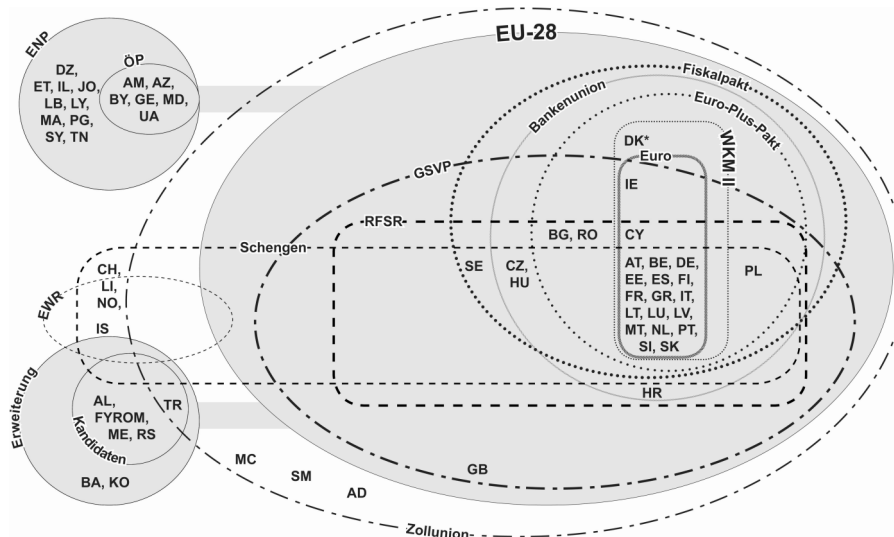 EU-28
ENP
ÖP
DZ,
ET, IL, JO,
LB, LY,
MA, PG,
SY, TN
AM, AZ,
BY, GE, MD,
UA
Fiskalpakt
Bankenunion
Euro-Plus-Pakt
WKM II
DK*
Euro
GSVP
IE
RFSR
BG, RO
CY
Schengen
CH,
LI,
NO,
IS
EWR
SE
CZ,
HU
AT, BE, DE,
EE, ES, FI,
FR, GR, IT,
LT, LU, LV,
MT, NL, PT,
SI, SK
PL
HR
Erweiterung
AL,
FYROM,
ME, RS
TR
Kandidaten
BA, KO
MC
SM
AD
GB
Zollunion